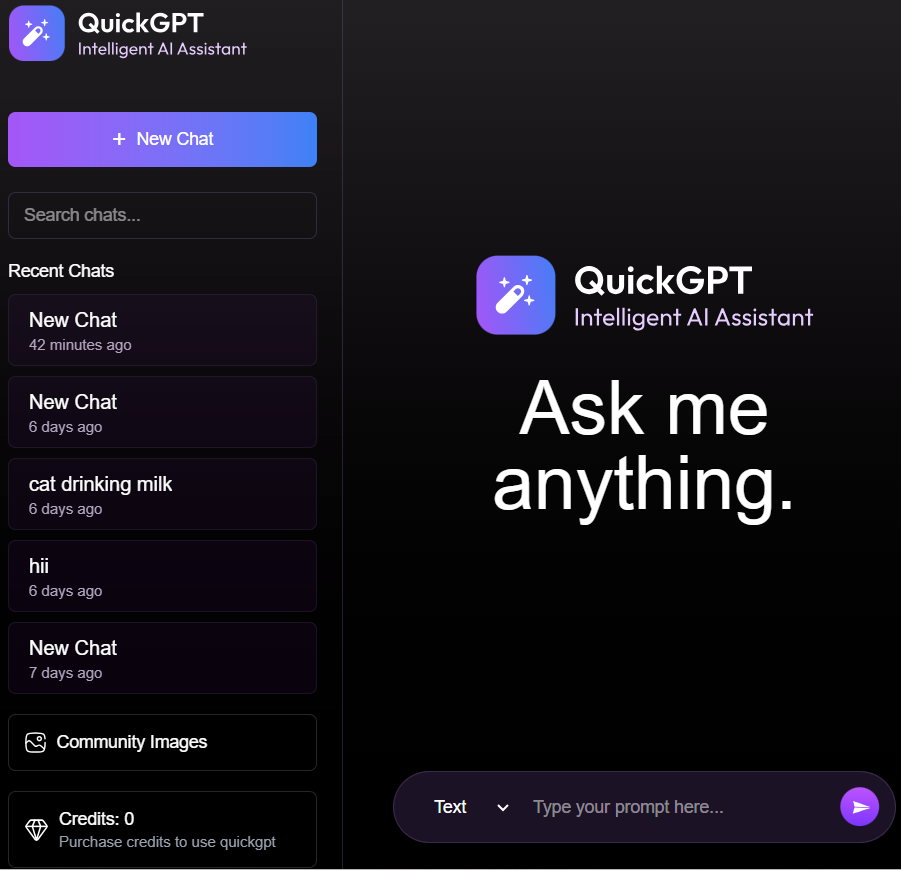 QuickGPT
Intelligent AI Assistant
+ New Chat
Search chats...
Recent Chats
New Chat
42 minutes ago
New Chat
6 days ago
cat drinking milk
6 days ago
hii
6 days ago
New Chat
7 days ago
Community Images
Credits: 0
Purchase credits to use quickgpt
QuickGPT
Intelligent AI Assistant
Ask me
anything.
Text
Type your prompt here...